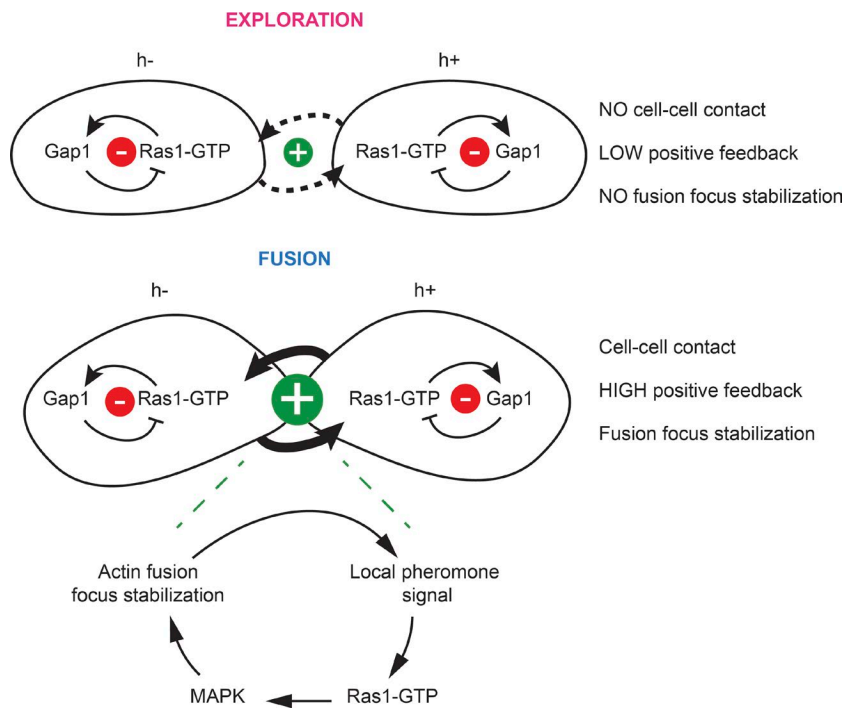 EXPLORATION
h- h+
NO cell-cell contact
Gap1 - Ras1-GTP + Ras1-GTP - Gap1
LOW positive feedback
NO fusion focus stabilization
FUSION
h- h+
Cell-cell contact
Gap1 - Ras1-GTP + Ras1-GTP - Gap1
HIGH positive feedback
Fusion focus stabilization
Actin fusion
focus stabilization
Local pheromone
signal
MAPK
Ras1-GTP